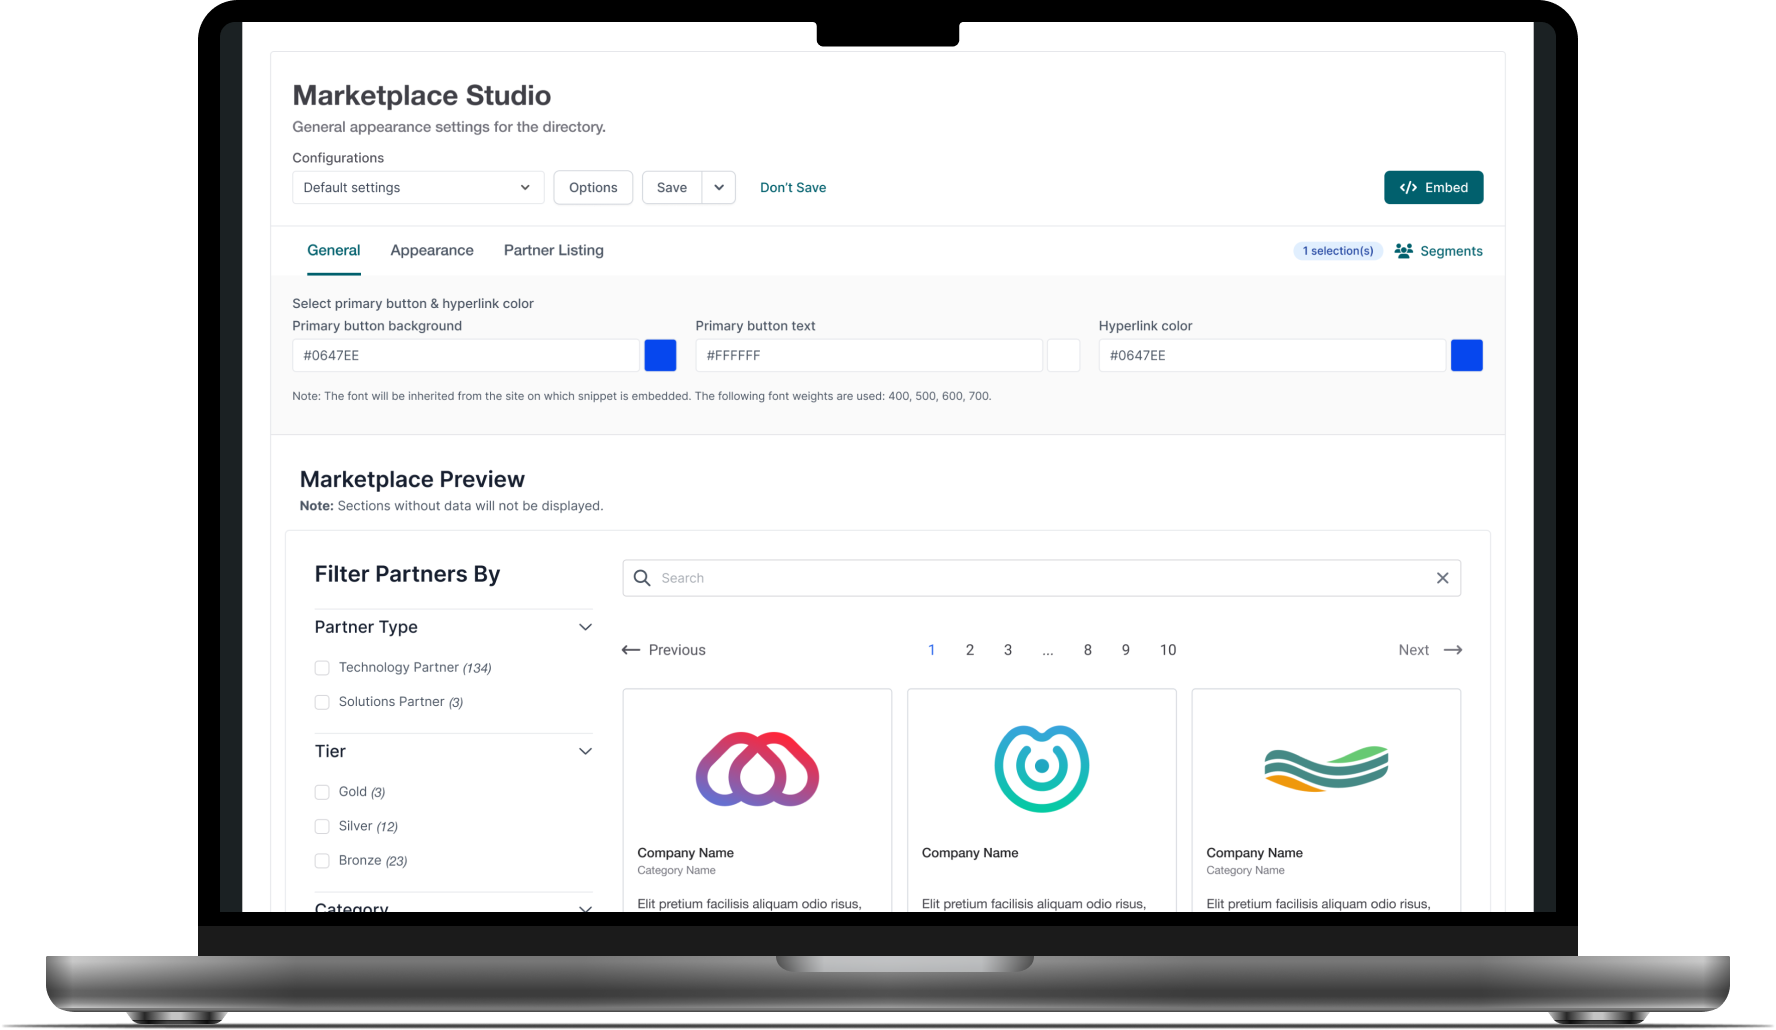 Marketplace Studio
General appearance settings for the directory.
Configurations
Default settings
Options
Save
Don't Save
</> Embed
General
Appearance
Partner Listing
1 selection(s)
Segments
Select primary button & hyperlink color
Primary button background
Primary button text
Hyperlink color
#0647EE
#FFFFFF
#0647EE
Note: The font will be inherited from the site on which snippet is embedded. The following font weights are used: 400, 500, 600, 700.
Marketplace Preview
Note: Sections without data will not be displayed.
Filter Partners By
Search
Partner Type
Technology Partner (134)
Solutions Partner (3)
Tier
Gold (3)
Silver (12)
Bronze (23)
Category
Previous
1 2 3 ... 8 9 10
Next
Company Name
Category Name
Elit pretium facilisis aliquam odio risus,
Company Name
Elit pretium facilisis aliquam odio risus,
Company Name
Category Name
Elit pretium facilisis aliquam odio risus,